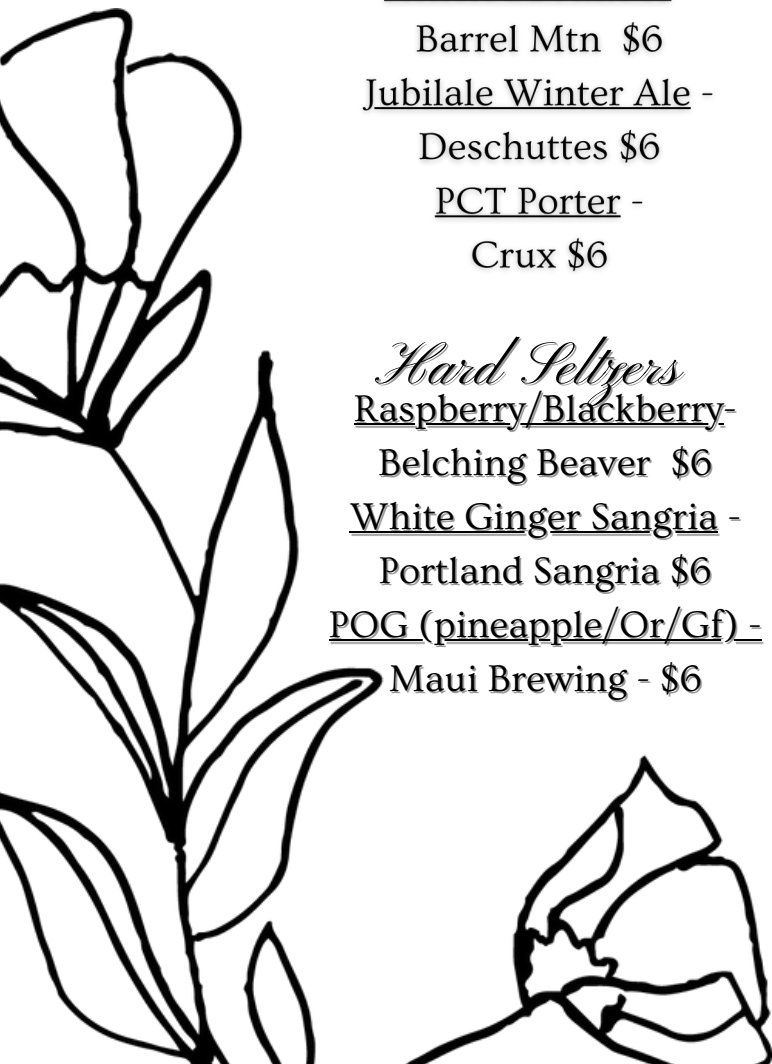 Barrel Mtn $6
Jubilale Winter Ale -
Deschuttes $6
PCT Porter -
Crux $6
Hard Seltzers
Raspberry/Blackberry-
Belching Beaver $6
White Ginger Sangria -
Portland Sangria $6
POG (pineapple/Or/Gf) -
Maui Brewing - $6